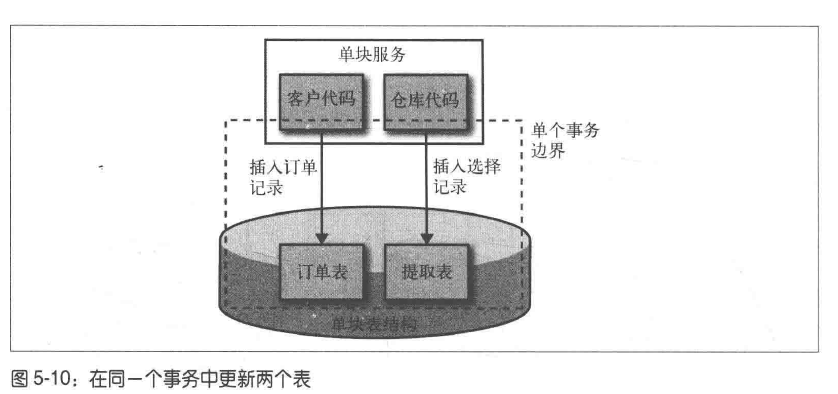 单块服务
客户代码
仓库代码
单个事务
边界
插入订单
记录
插入选择
记录
订单表
提取表
单块表结构
图 5-10：在同一个事务中更新两个表